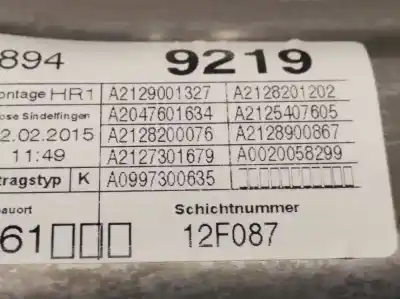 894 9219
ontage HR1 A2129001327 A2128201202
ose Sindelfingen A2047601634 A2125407605
2.02.2015 A2128200076 A2128900867
11:49 A2127301679 A0020058299
tragstyp K A0997300635 □□□□□□□□□□□
auort Schichtnummer
61□□□ 12F087